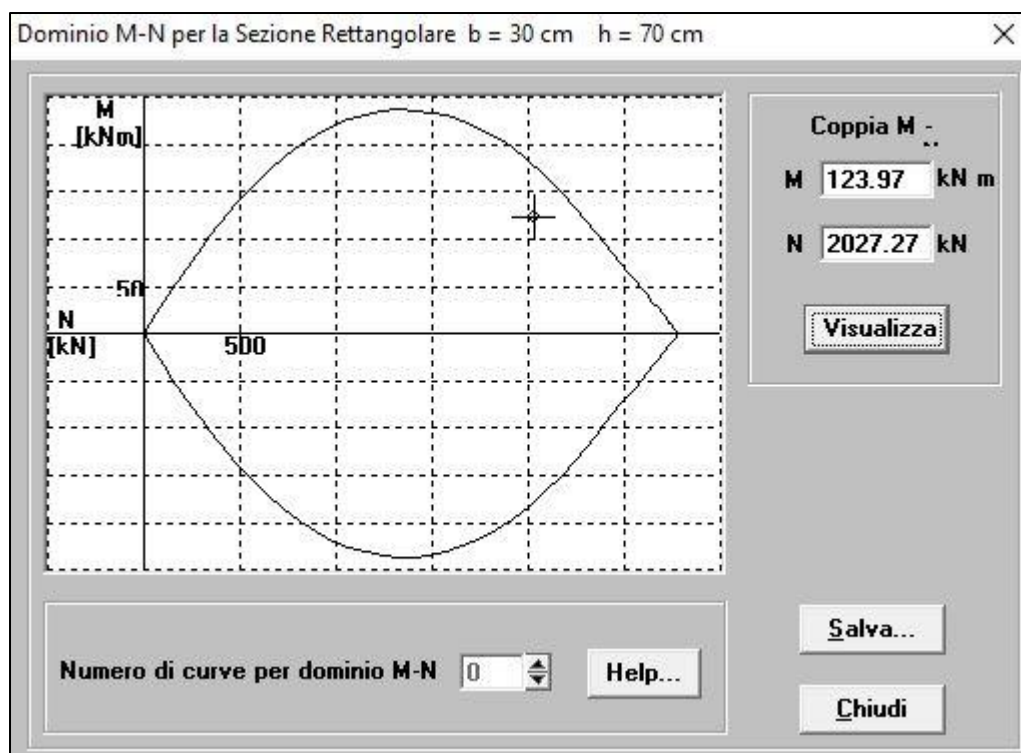 Dominio M-N per la Sezione Rettangolare b = 30 cm h = 70 cm
M
[kNm]
50
N
[kN]
500
Coppia M -
M 123.97 kN m
N 2027.27 kN
Visualizza
Numero di curve per dominio M-N 0
Help...
Salva...
Chiudi